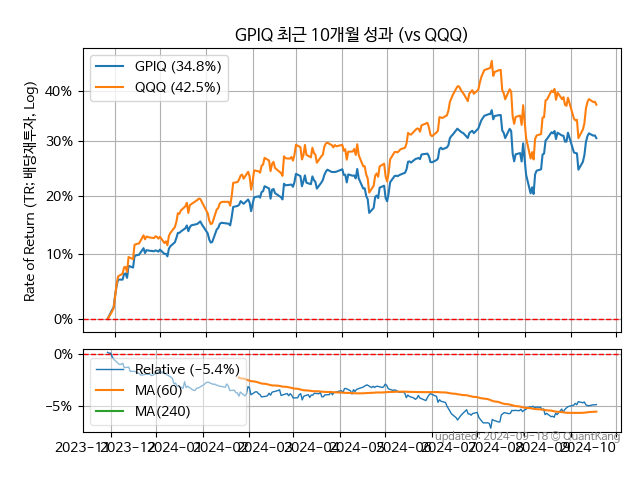 GPIQ 최근 10개월 성과 (vs QQQ)
GPIQ (34.8%)
QQQ (42.5%)
Rate of Return (TR: 배당재투자, Log)
40%
30%
20%
10%
0%
Relative (−5.4%)
MA(60)
MA(240)
0%
−5%
updated: 2024-09-18 © QuantKang
2023-11 2023-12 2024-01 2024-02 2024-03 2024-04 2024-05 2024-06 2024-07 2024-08 2024-09 2024-10